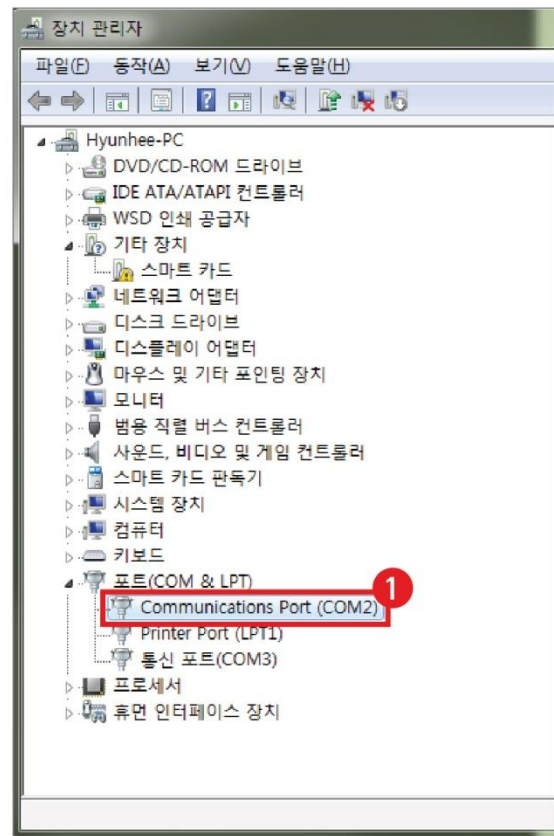 장치 관리자
파일(F) 동작(A) 보기(V) 도움말(H)
Hyunhee-PC
DVD/CD-ROM 드라이브
IDE ATA/ATAPI 컨트롤러
WSD 인쇄 공급자
기타 장치
스마트 카드
네트워크 어댑터
디스크 드라이브
디스플레이 어댑터
마우스 및 기타 포인팅 장치
모니터
범용 직렬 버스 컨트롤러
사운드, 비디오 및 게임 컨트롤러
스마트 카드 판독기
시스템 장치
컴퓨터
키보드
포트(COM & LPT)
1
Communications Port (COM2)
Printer Port (LPT1)
통신 포트(COM3)
프로세서
휴먼 인터페이스 장치